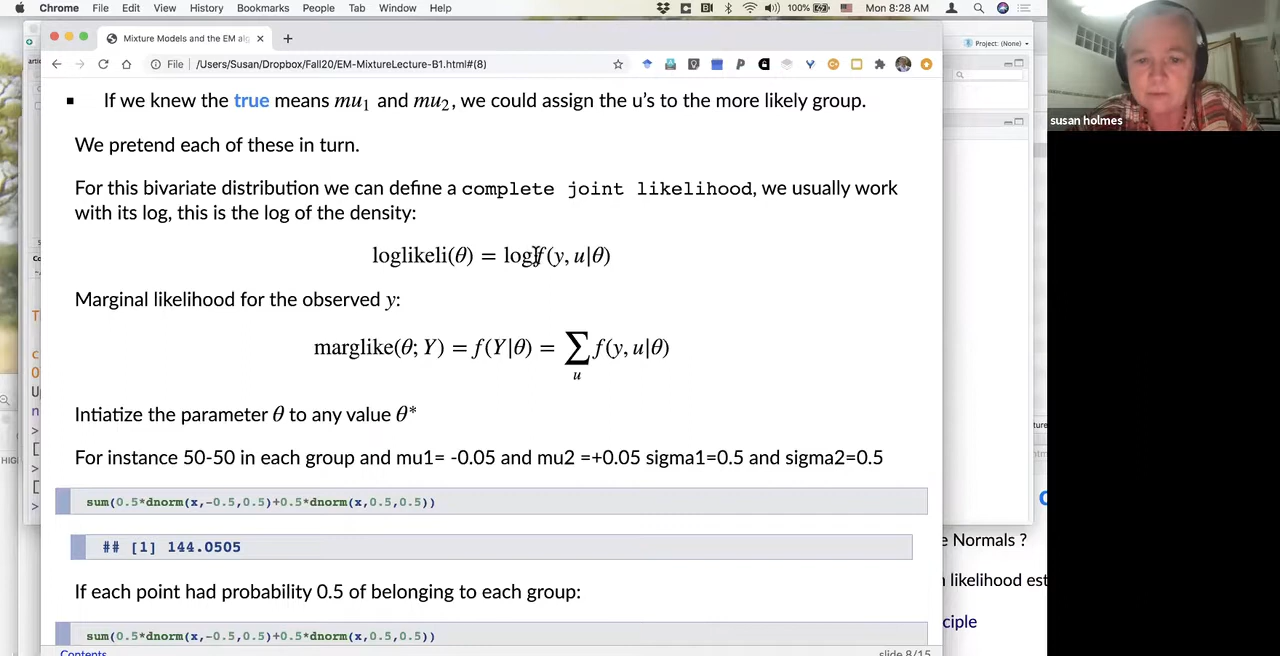 Chrome File Edit View History Bookmarks People Tab Window Help 100% Mon 8:28 AM
Mixture Models and the EM alg
Project: (None)
File /Users/Susan/Dropbox/Fall20/EM-MixtureLecture-B1.html#(8)
If we knew the true means mu₁ and mu₂, we could assign the u's to the more likely group.
susan holmes
We pretend each of these in turn.
For this bivariate distribution we can define a complete joint likelihood, we usually work
with its log, this is the log of the density:
loglikeli(θ) = log f(y, u|θ)
Marginal likelihood for the observed y:
marglike(θ; Y) = f(Y|θ) = ∑ f(y, u|θ)
u
Intiatize the parameter θ to any value θ*
For instance 50-50 in each group and mu1= -0.05 and mu2 =+0.05 sigma1=0.5 and sigma2=0.5
sum(0.5*dnorm(x,-0.5,0.5)+0.5*dnorm(x,0.5,0.5))
## [1] 144.0505
e Normals ?
n likelihood est
If each point had probability 0.5 of belonging to each group:
ciple
sum(0.5*dnorm(x,-0.5,0.5)+0.5*dnorm(x,0.5,0.5))
Contents slide 8/15